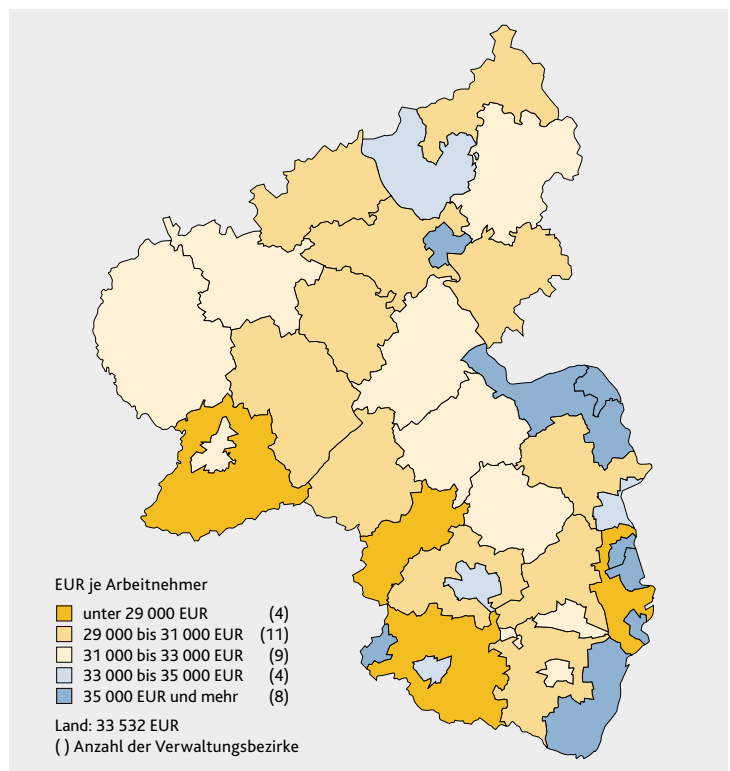 EUR je Arbeitnehmer
unter 29 000 EUR (4)
29 000 bis 31 000 EUR (11)
31 000 bis 33 000 EUR (9)
33 000 bis 35 000 EUR (4)
35 000 EUR und mehr (8)
Land: 33 532 EUR
( ) Anzahl der Verwaltungsbezirke